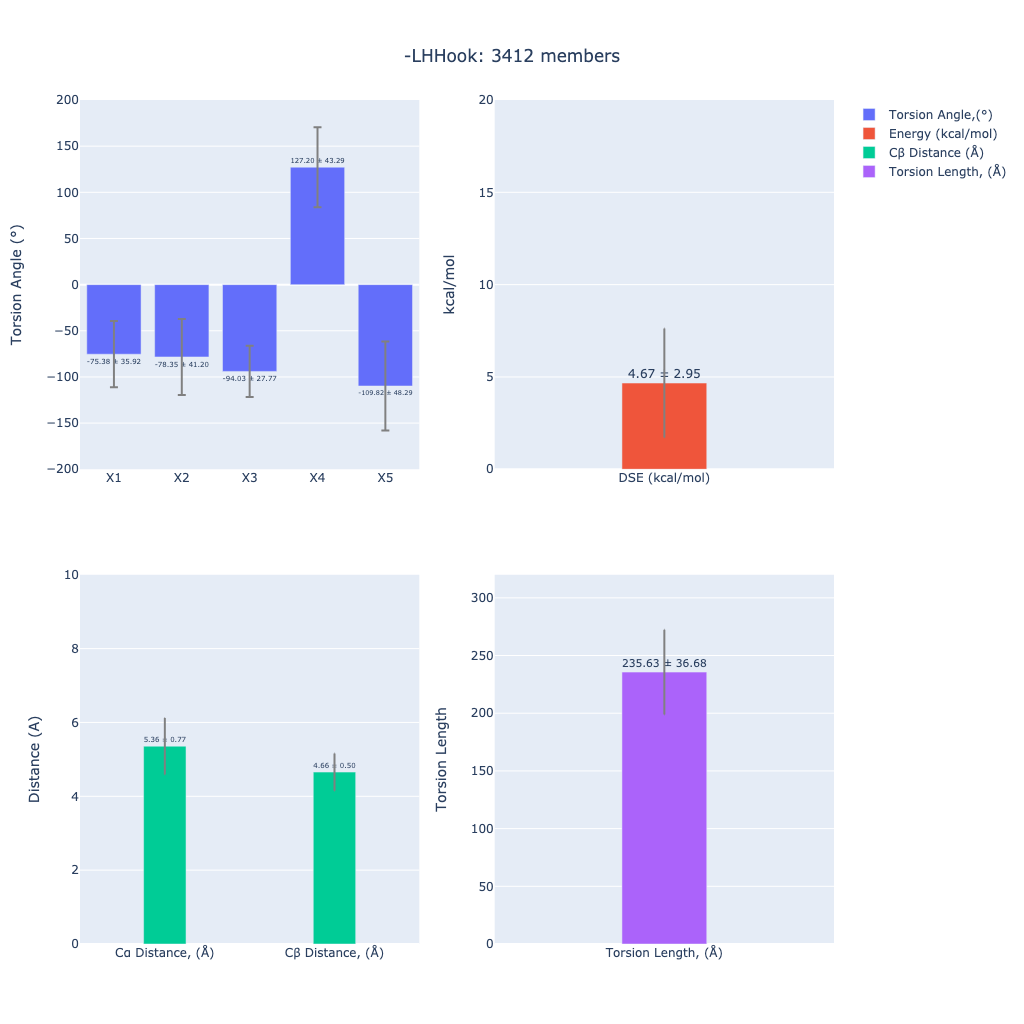 -LHHook: 3412 members
Torsion Angle,(°)
Energy (kcal/mol)
Cβ Distance (Å)
Torsion Length, (Å)
Torsion Angle (°)
200
150
100
50
0
−50
−100
−150
−200
-75.38 ± 35.92
-78.35 ± 41.20
-94.03 ± 27.77
127.20 ± 43.29
-109.82 ± 48.29
X1 X2 X3 X4 X5
kcal/mol
20
15
10
5
0
4.67 ± 2.95
DSE (kcal/mol)
Distance (A)
10
8
6
4
2
0
5.36 ± 0.77
4.66 ± 0.50
Cα Distance, (Å) Cβ Distance, (Å)
Torsion Length
300
250
200
150
100
50
0
235.63 ± 36.68
Torsion Length, (Å)